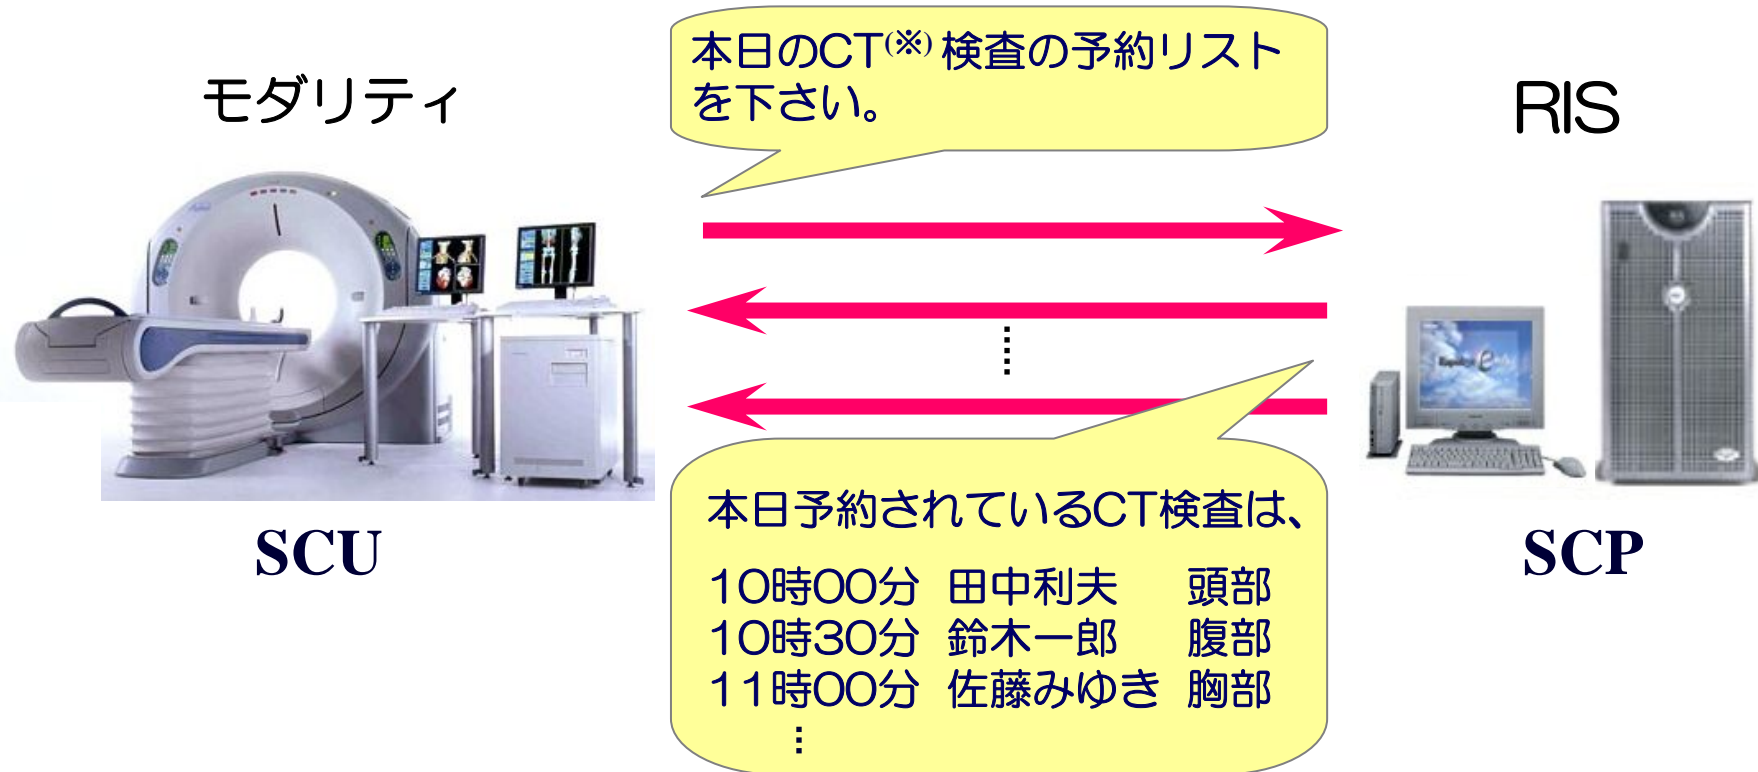 モダリティ
本日のCT(※)検査の予約リスト
を下さい。
RIS
SCU
SCP
本日予約されているCT検査は、
10時00分 田中利夫 頭部
10時30分 鈴木一郎 腹部
11時00分 佐藤みゆき 胸部
⋮